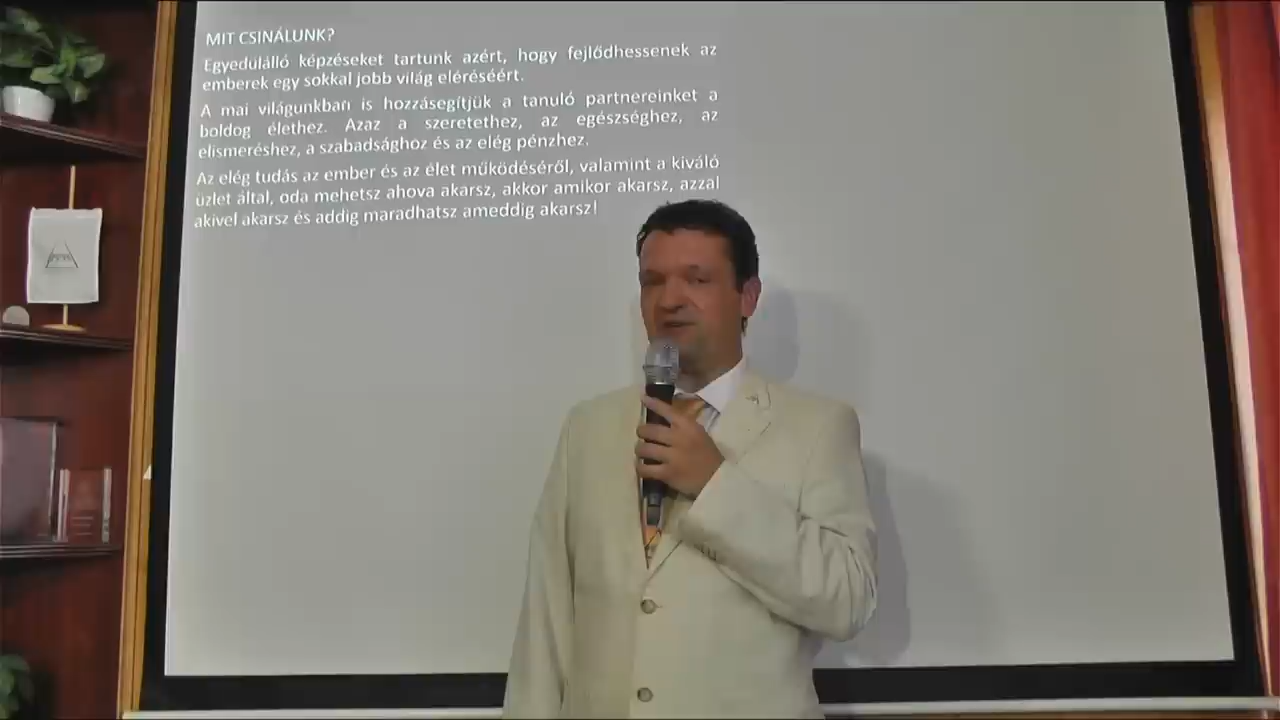 MIT CSINÁLUNK?
Egyedülálló képzéseket tartunk azért, hogy fejlődhessenek az
emberek egy sokkal jobb világ eléréséért.
A mai világunkban is hozzásegítjük a tanuló partnereinket a
boldog élethez. Azaz a szeretethez, az egészséghez, az
elismeréshez, a szabadsághoz és az elég pénzhez.
Az elég tudás az ember és az élet működéséről, valamint a kiváló
üzlet által, oda mehetsz ahova akarsz, akkor amikor akarsz, azzal
akivel akarsz és addig maradhatsz ameddig akarsz!